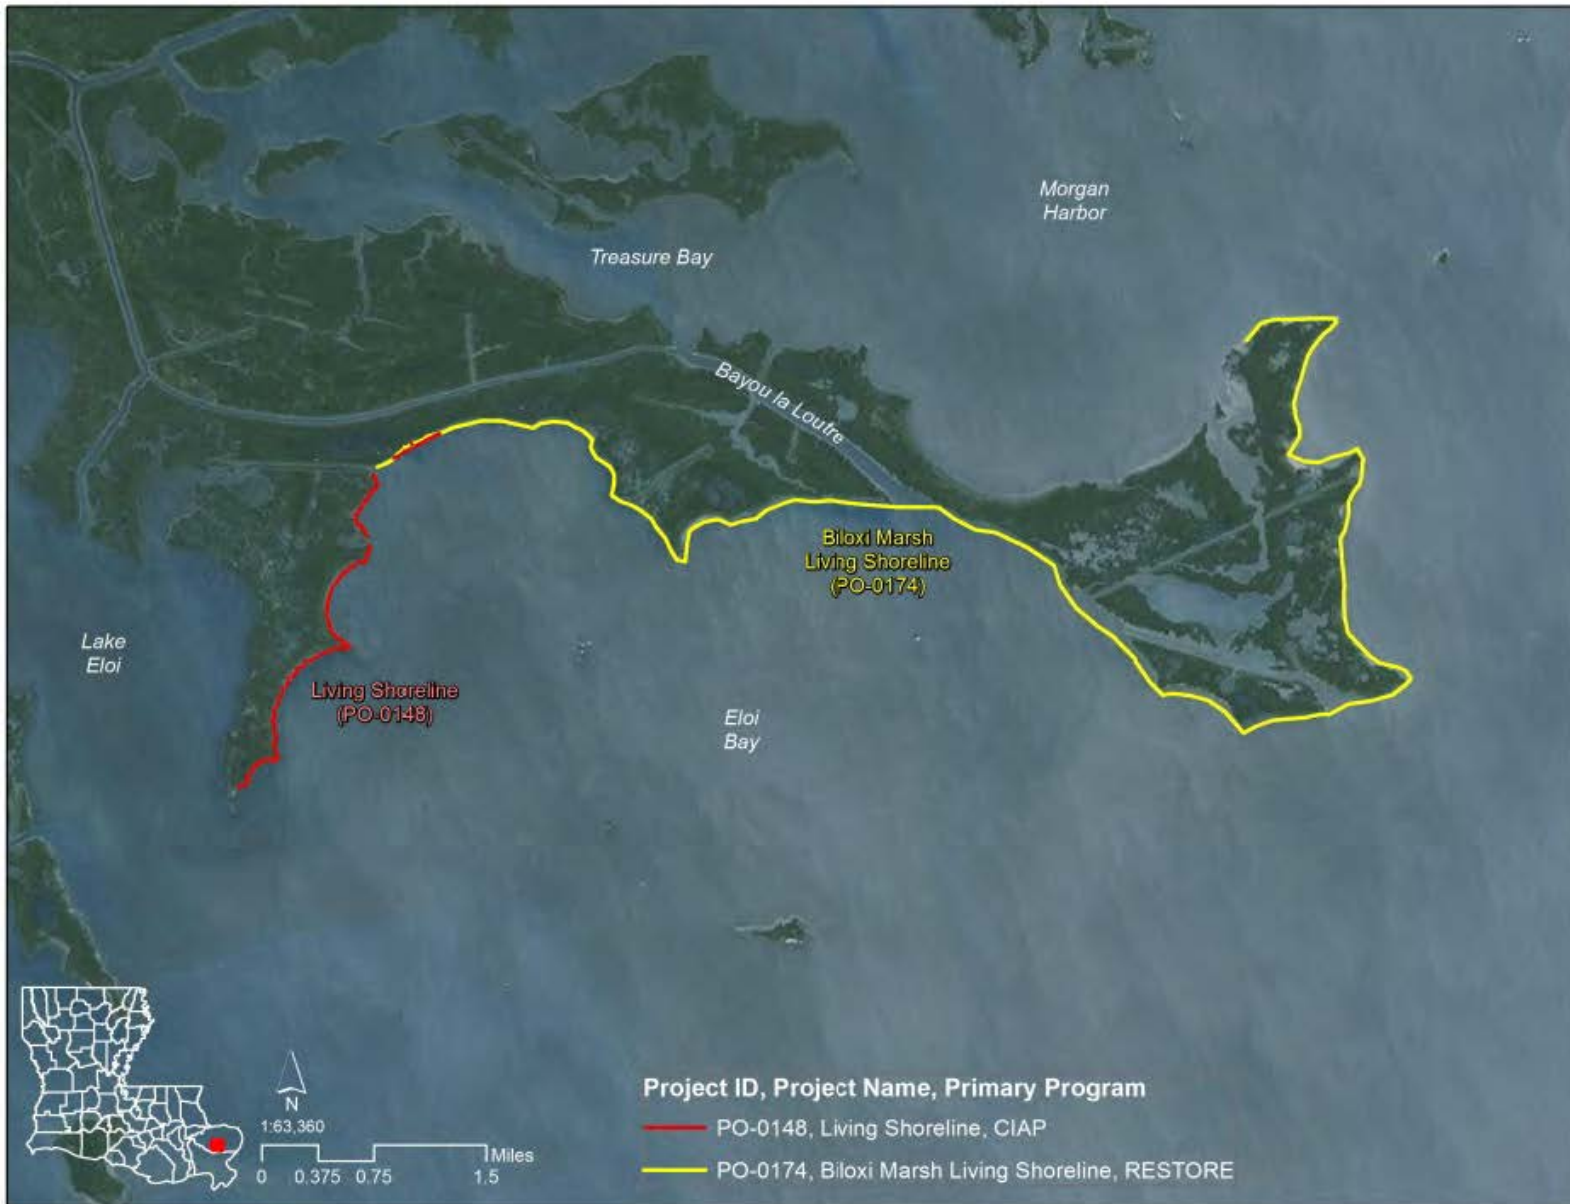 Morgan
Harbor
Treasure Bay
Bayou la Loutre
Biloxi Marsh
Living Shoreline
(PO-0174)
Lake
Eloi
Living Shoreline
(PO-0148)
Eloi
Bay
N
1:63,360
Miles
0 0.375 0.75 1.5
Project ID, Project Name, Primary Program
PO-0148, Living Shoreline, CIAP
PO-0174, Biloxi Marsh Living Shoreline, RESTORE